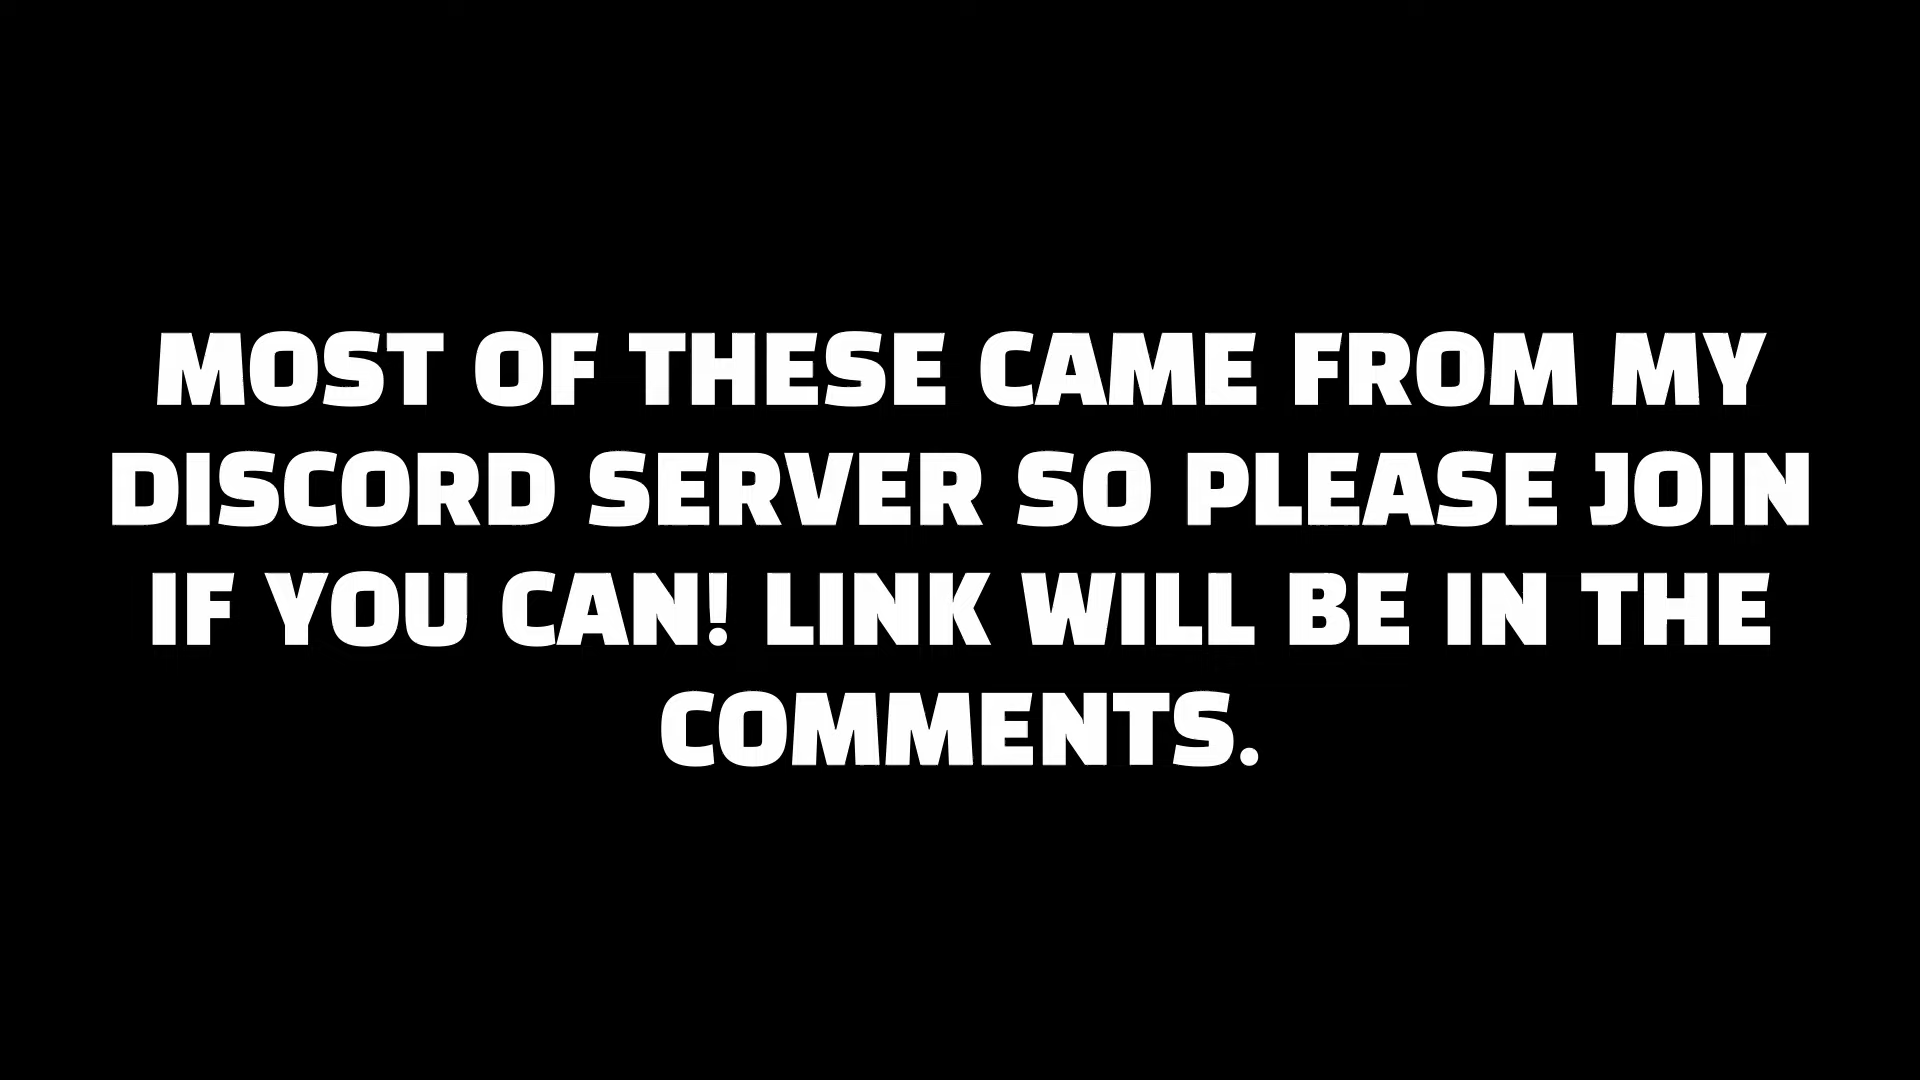 MOST OF THESE CAME FROM MY
DISCORD SERVER SO PLEASE JOIN
IF YOU CAN! LINK WILL BE IN THE
COMMENTS.